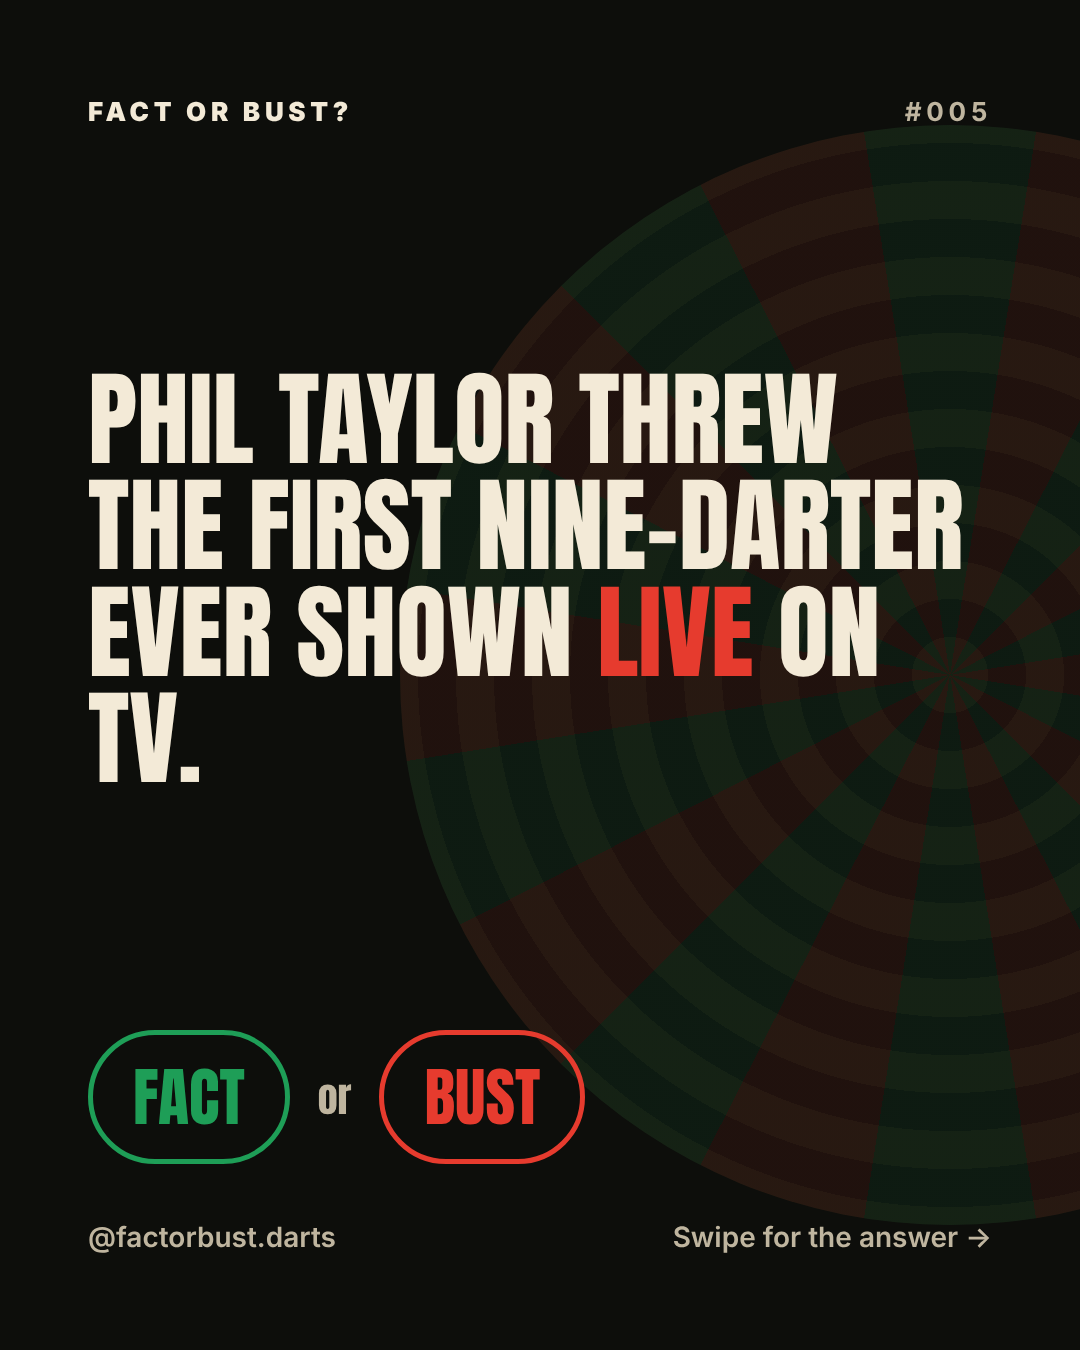 FACT OR BUST?
#005
PHIL TAYLOR THREW
THE FIRST NINE-DARTER
EVER SHOWN LIVE ON
TV.
FACT or BUST
@factorbust.darts
Swipe for the answer →